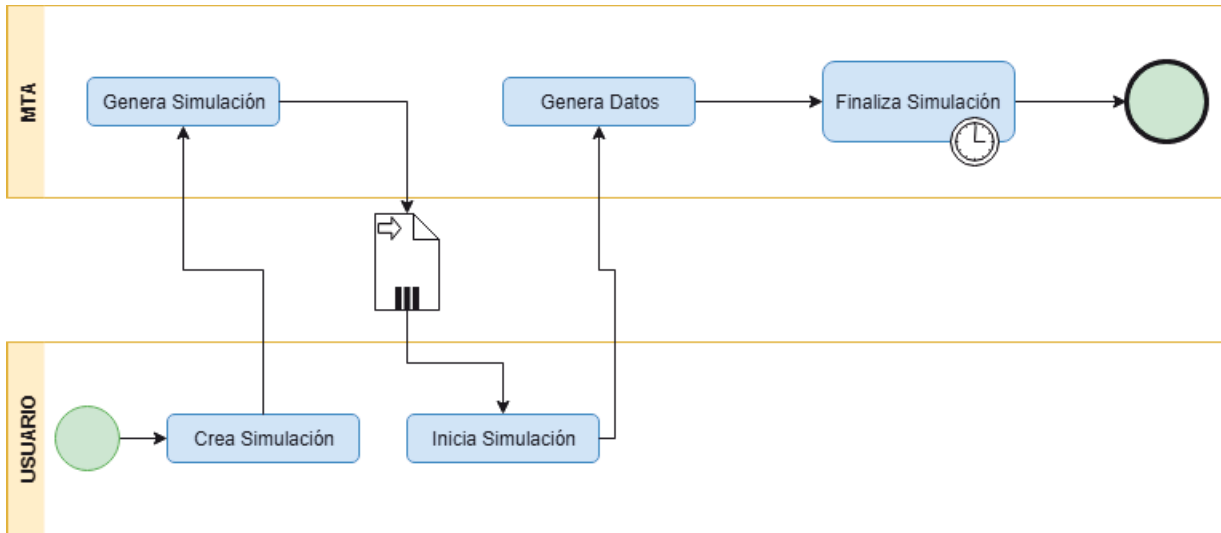 MTA
Genera Simulación
Genera Datos
Finaliza Simulación
USUARIO
Crea Simulación
Inicia Simulación